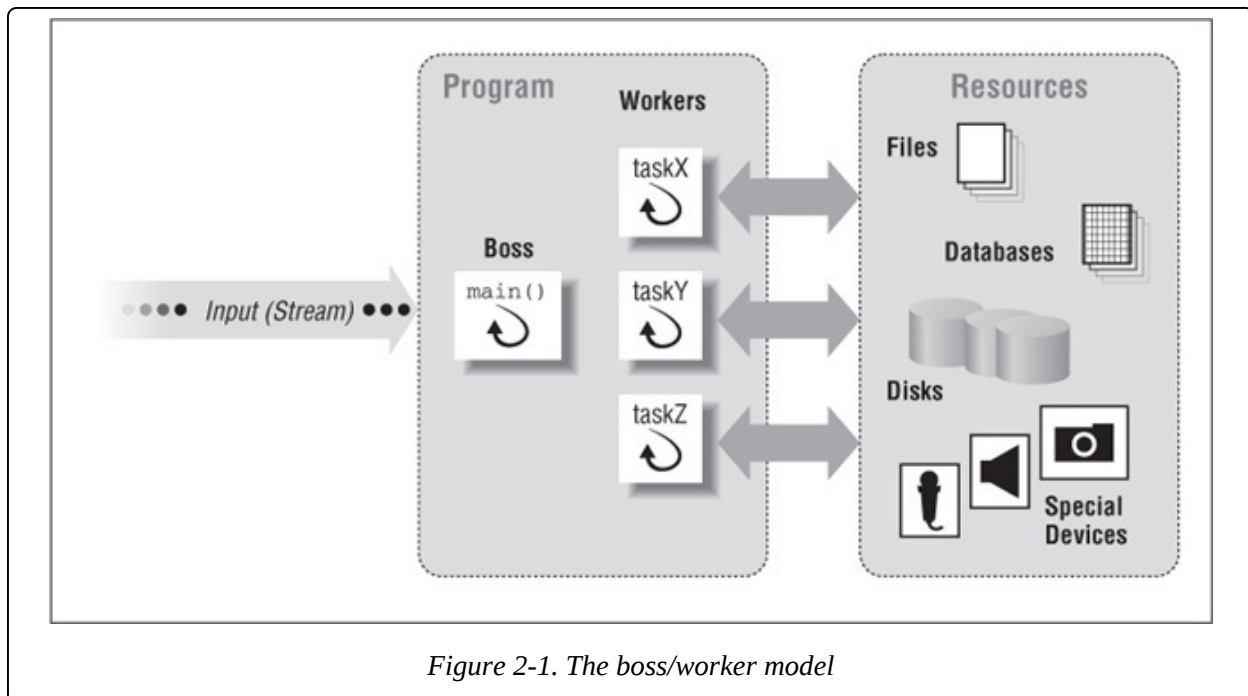 Program
Workers
taskX
Boss
main()
taskY
taskZ
••••  Input (Stream) •••
Resources
Files
Databases
Disks
Special
Devices
Figure 2-1. The boss/worker model